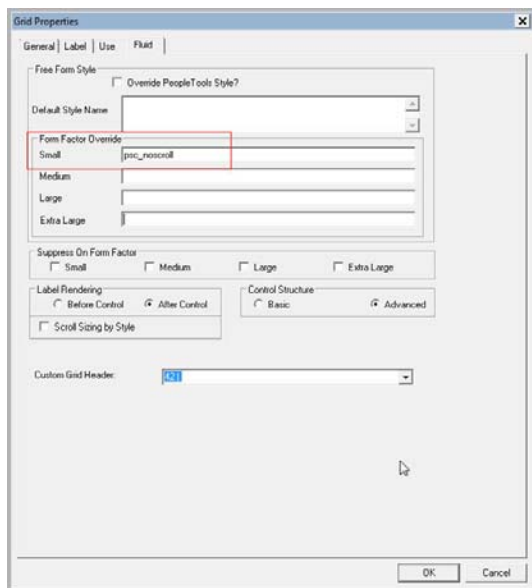 Grid Properties
General Label Use Fluid
Free Form Style
Override PeopleTools Style?
Default Style Name
Form Factor Override
Small psc_noscroll
Medium
Large
Extra Large
Suppress On Form Factor
Small Medium Large Extra Large
Label Rendering Control Structure
Before Control After Control Basic Advanced
Scroll Sizing by Style
Custom Grid Header:
OK Cancel